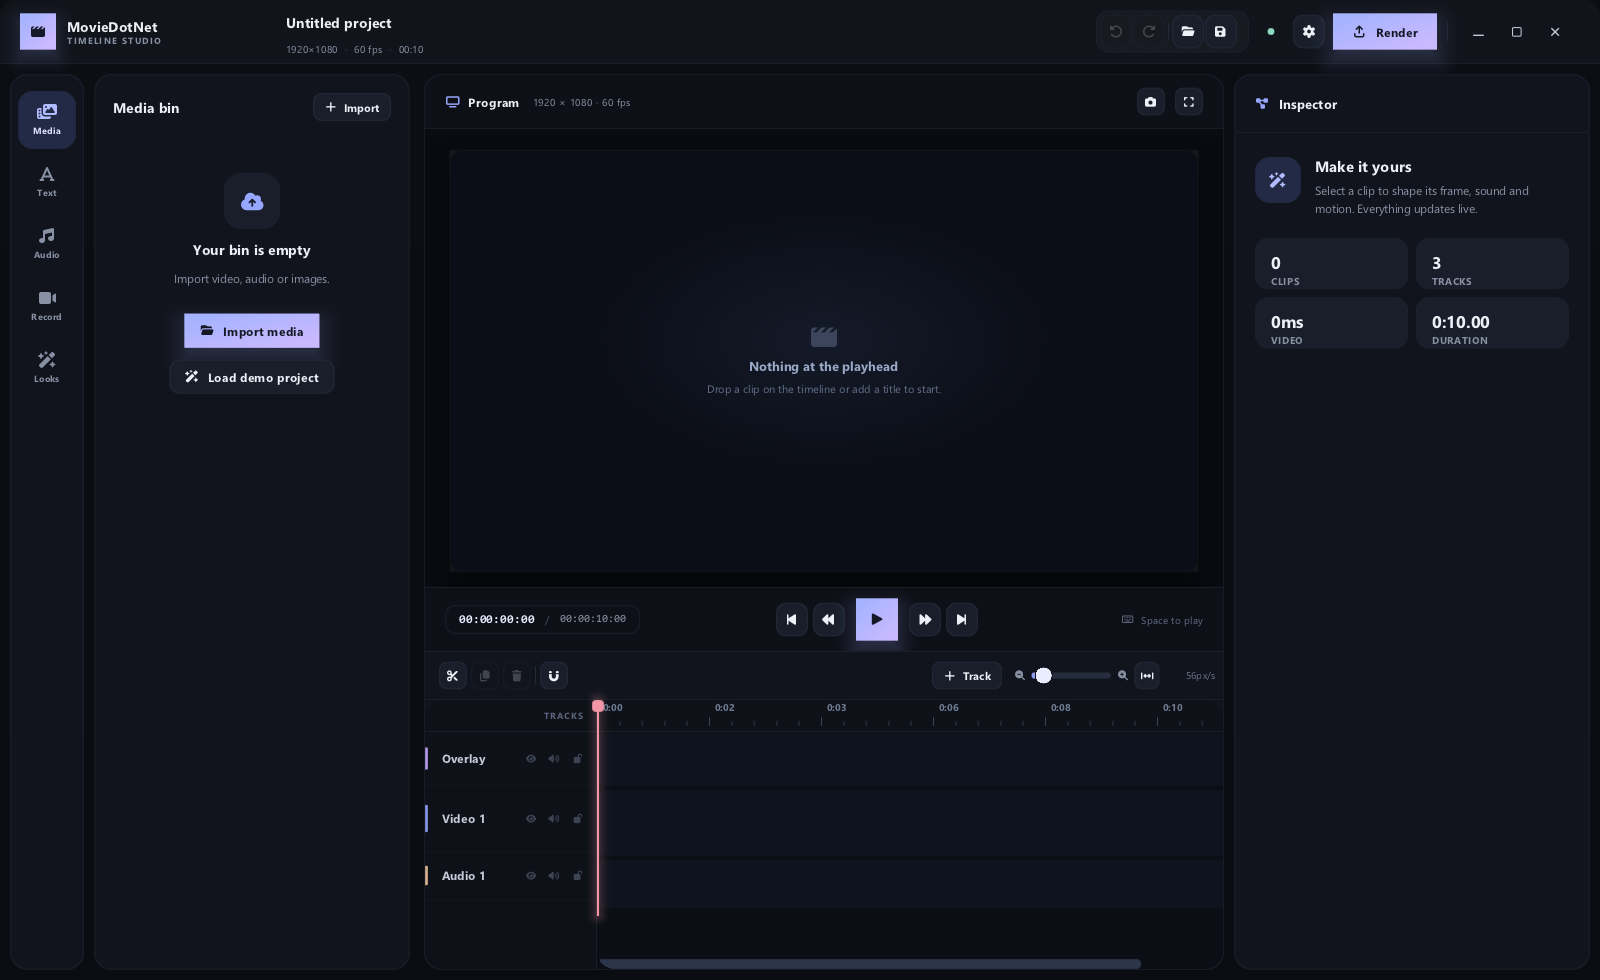 MovieDotNet
TIMELINE STUDIO
Untitled project
1920×1080 · 60 fps · 00:10
Render
Media
Text
Audio
Record
Looks
Media bin
Import
Your bin is empty
Import video, audio or images.
Import media
Load demo project
Program
1920 × 1080 · 60 fps
Nothing at the playhead
Drop a clip on the timeline or add a title to start.
00:00:00:00 / 00:00:10:00
Space to play
Track
56px/s
TRACKS
0:00
0:02
0:03
0:06
0:08
0:10
Overlay
Video 1
Audio 1
Inspector
Make it yours
Select a clip to shape its frame, sound and
motion. Everything updates live.
0
CLIPS
3
TRACKS
0ms
VIDEO
0:10.00
DURATION